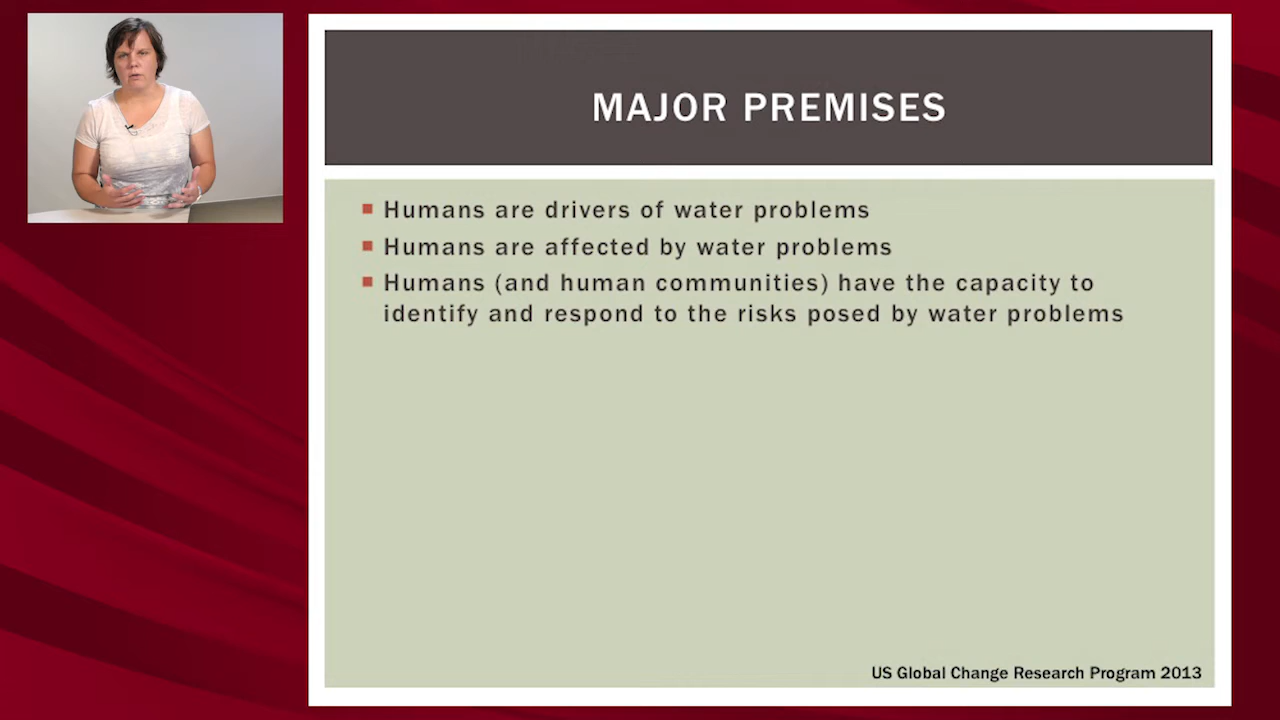 MAJOR PREMISES
Humans are drivers of water problems
Humans are affected by water problems
Humans (and human communities) have the capacity to
identify and respond to the risks posed by water problems
US Global Change Research Program 2013